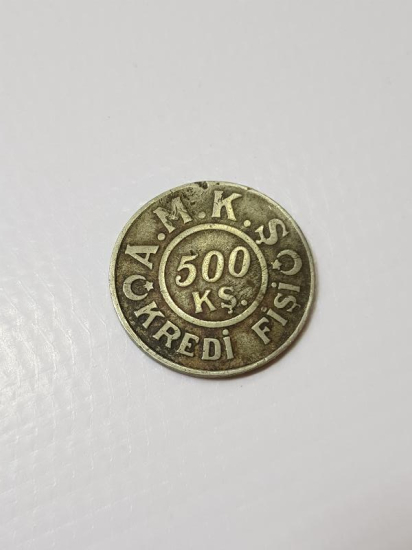 A.M.K.Ş
500
KŞ.
KREDİ FİŞİ